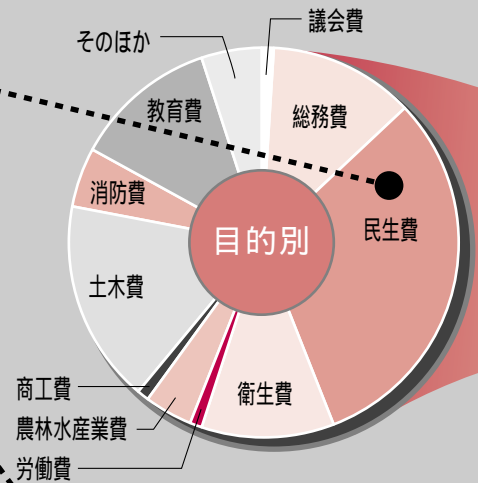 議会費
そのほか
教育費
総務費
消防費
民生費
目的別
土木費
商工費
衛生費
農林水産業費
労働費